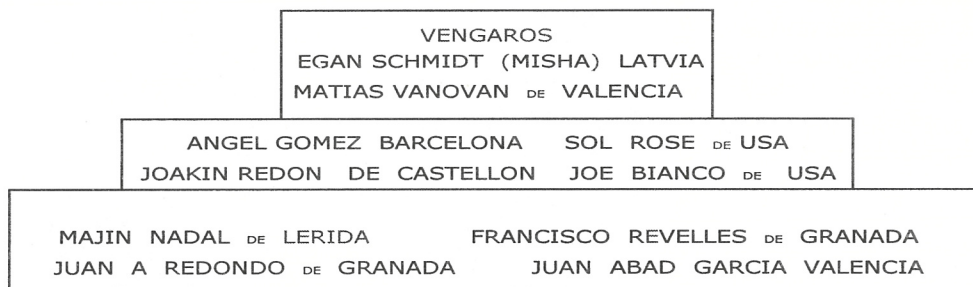 VENGAROS
EGAN SCHMIDT (MISHA) LATVIA
MATIAS VANOVAN DE VALENCIA
ANGEL GOMEZ BARCELONA SOL ROSE DE USA
JOAKIN REDON DE CASTELLON JOE BIANCO DE USA
MAJIN NADAL DE LERIDA FRANCISCO REVELLES DE GRANADA
JUAN A REDONDO DE GRANADA JUAN ABAD GARCIA VALENCIA